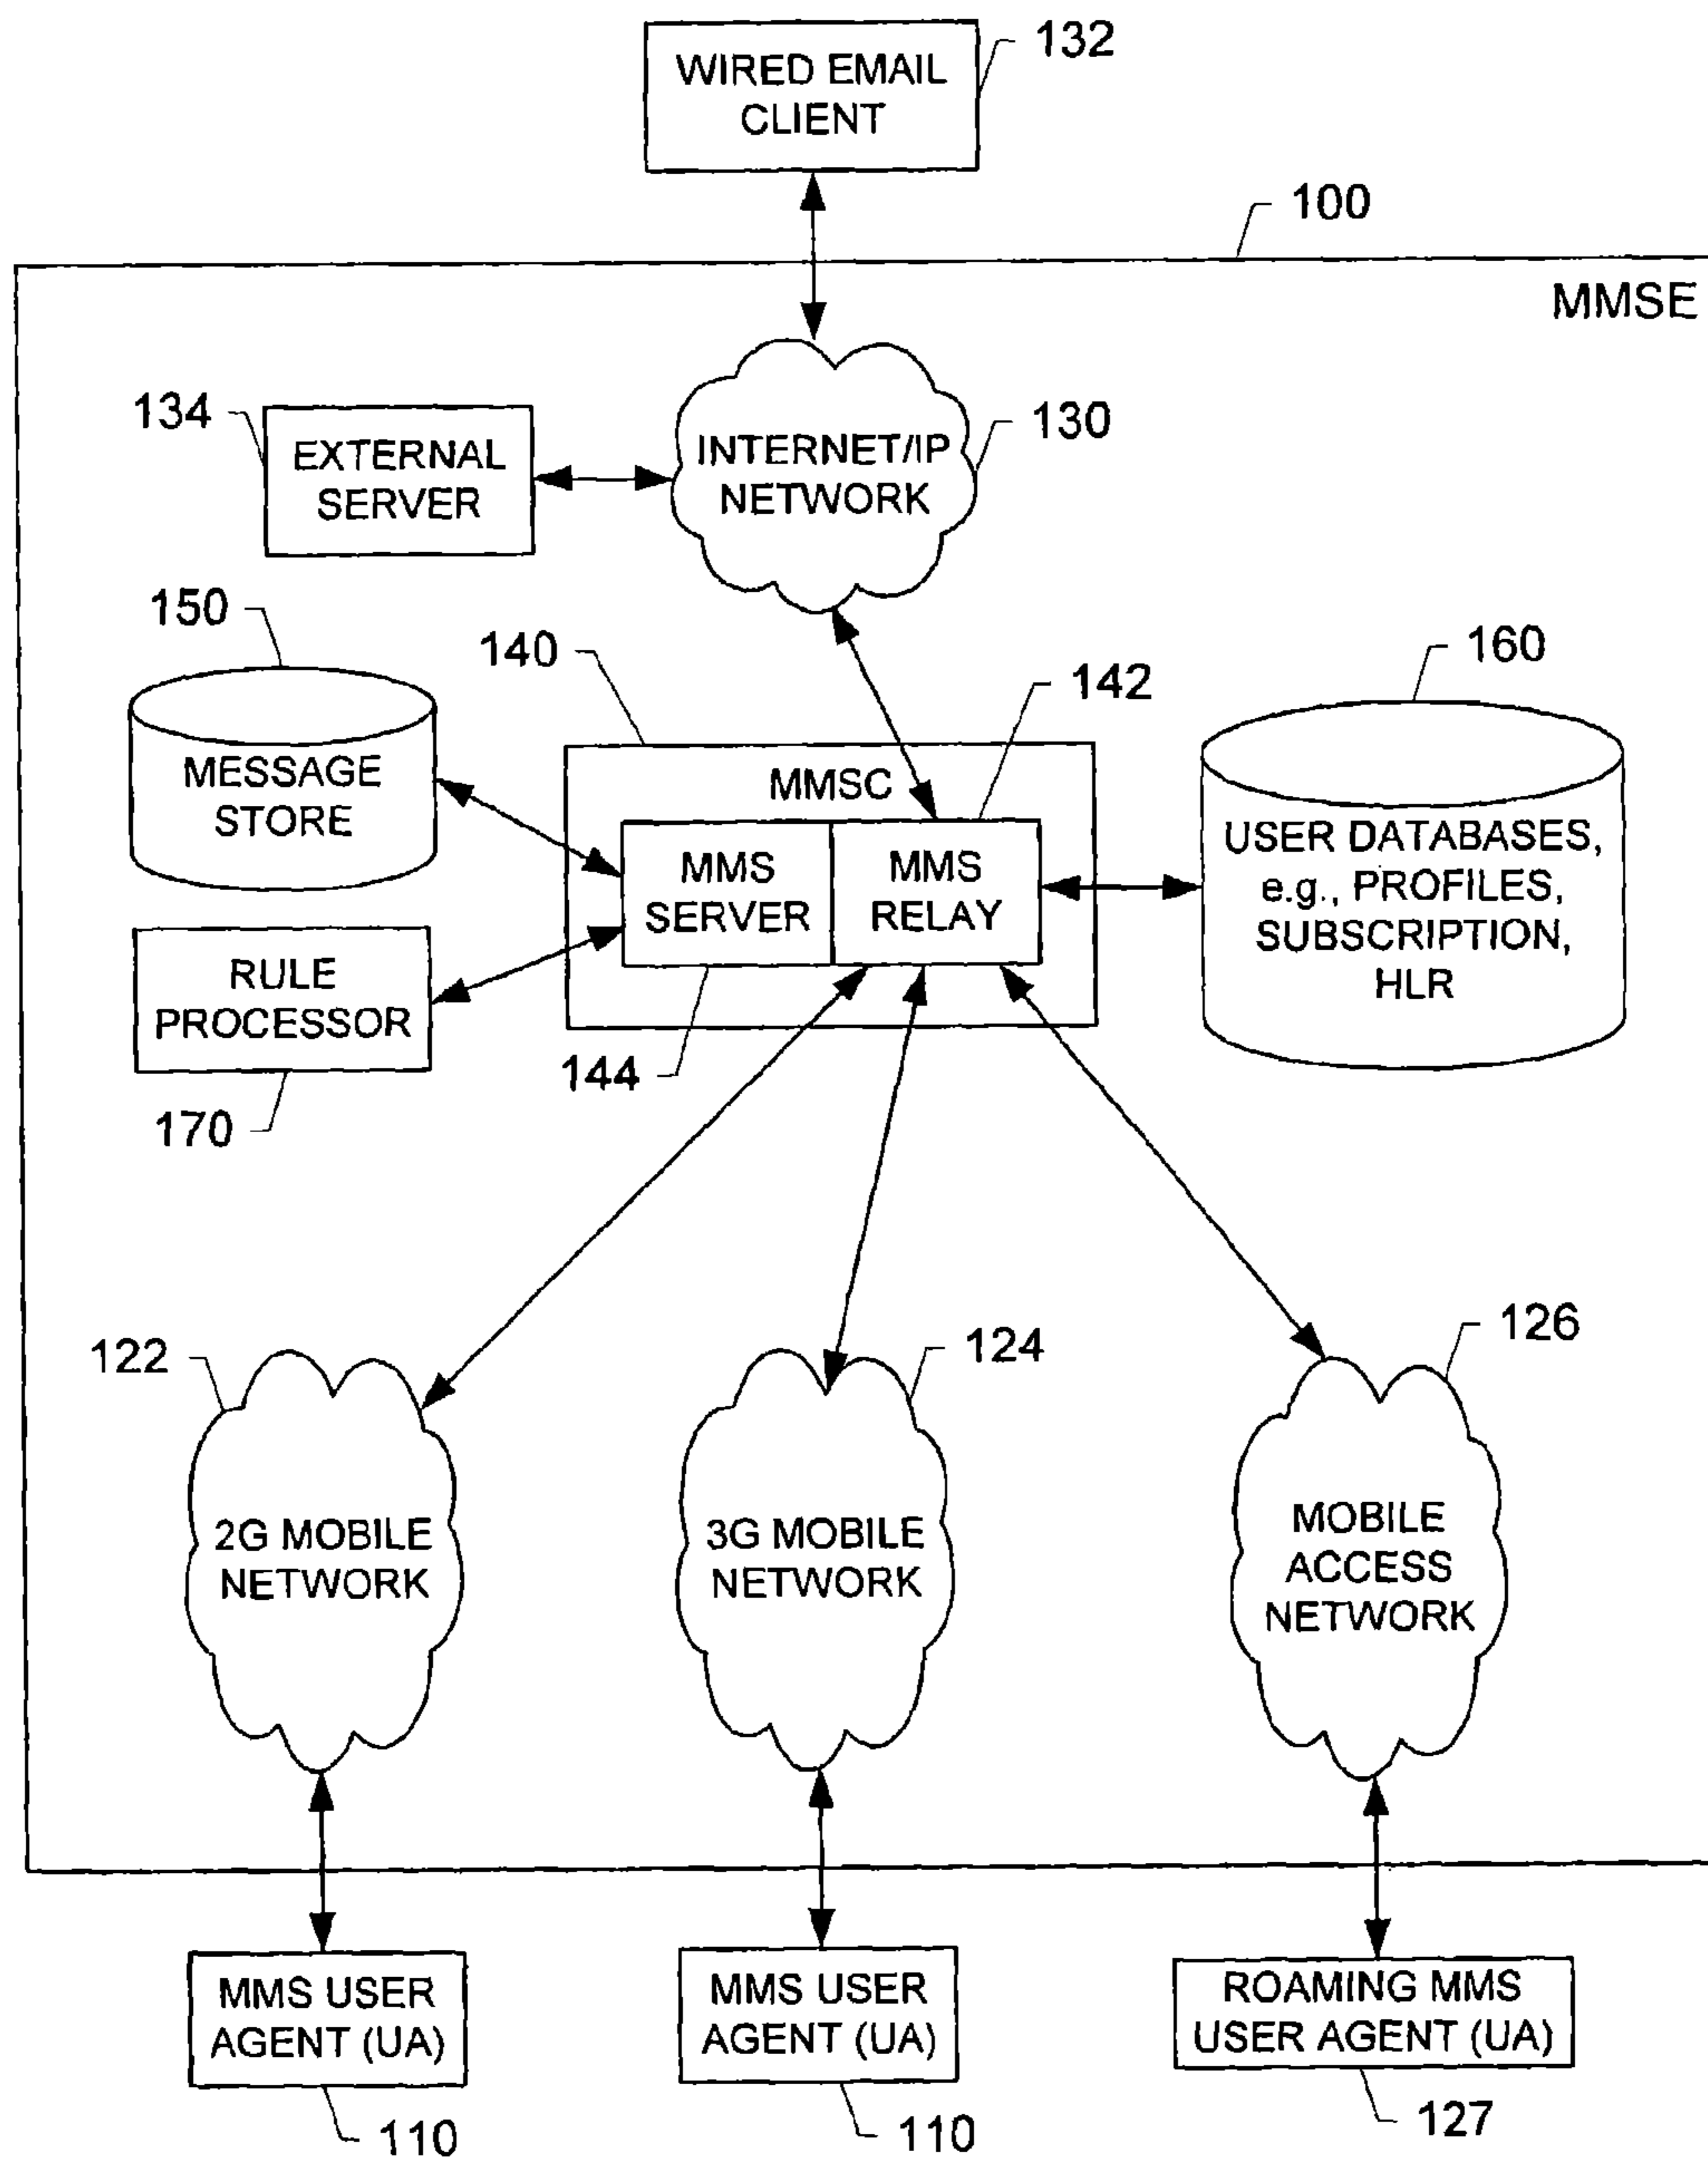 WIRED EMAIL
CLIENT
132
100
MMSE
134
EXTERNAL
SERVER
INTERNET/IP
NETWORK
130
150
MESSAGE
STORE
140
142
160
MMSC
MMS
SERVER
MMS
RELAY
USER DATABASES,
e.g., PROFILES,
SUBSCRIPTION,
HLR
RULE
PROCESSOR
170
144
122
2G MOBILE
NETWORK
124
3G MOBILE
NETWORK
126
MOBILE
ACCESS
NETWORK
MMS USER
AGENT (UA)
110
MMS USER
AGENT (UA)
110
ROAMING MMS
USER AGENT (UA)
127